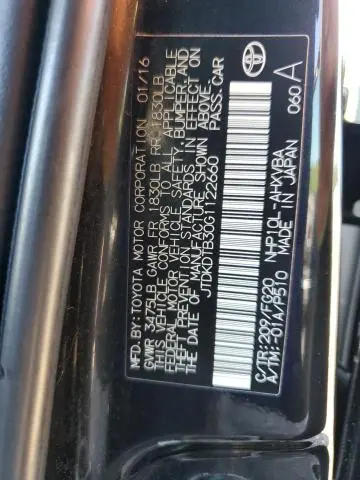 MFD. BY: TOYOTA MOTOR CORPORATION 01/16
GVWR 3475LB GAWR FR 1830LB RR 1830LB
THIS VEHICLE CONFORMS TO ALL APPLICABLE
FEDERAL MOTOR VEHICLE SAFETY, BUMPER, AND
THEFT PREVENTION STANDARDS IN EFFECT ON
THE DATE OF MANUFACTURE SHOWN ABOVE.
JTDKDTB30G1122660 PASS.CAR
C/TR:209/FG20 NHP10L-AHXVBA
A/TM:-01A/P510 MADE IN JAPAN
TOYOTA
060 A